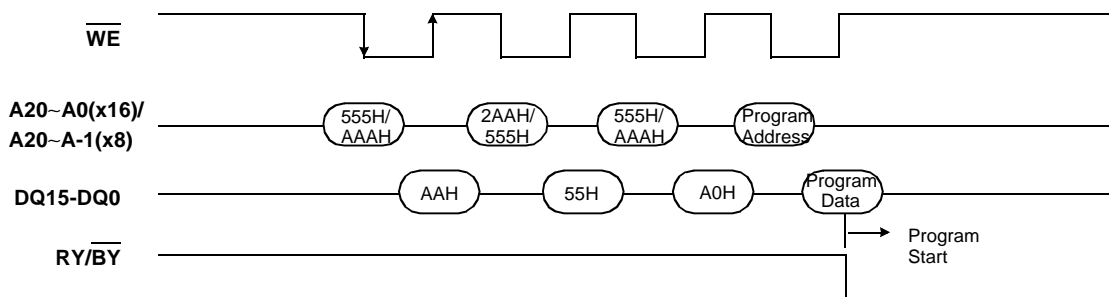 WE
A20~A0(x16)/
A20~A-1(x8)
555H/
AAAH
2AAH/
555H
555H/
AAAH
Program
Address
DQ15-DQ0
AAH
55H
A0H
Program
Data
RY/BY
Program
Start